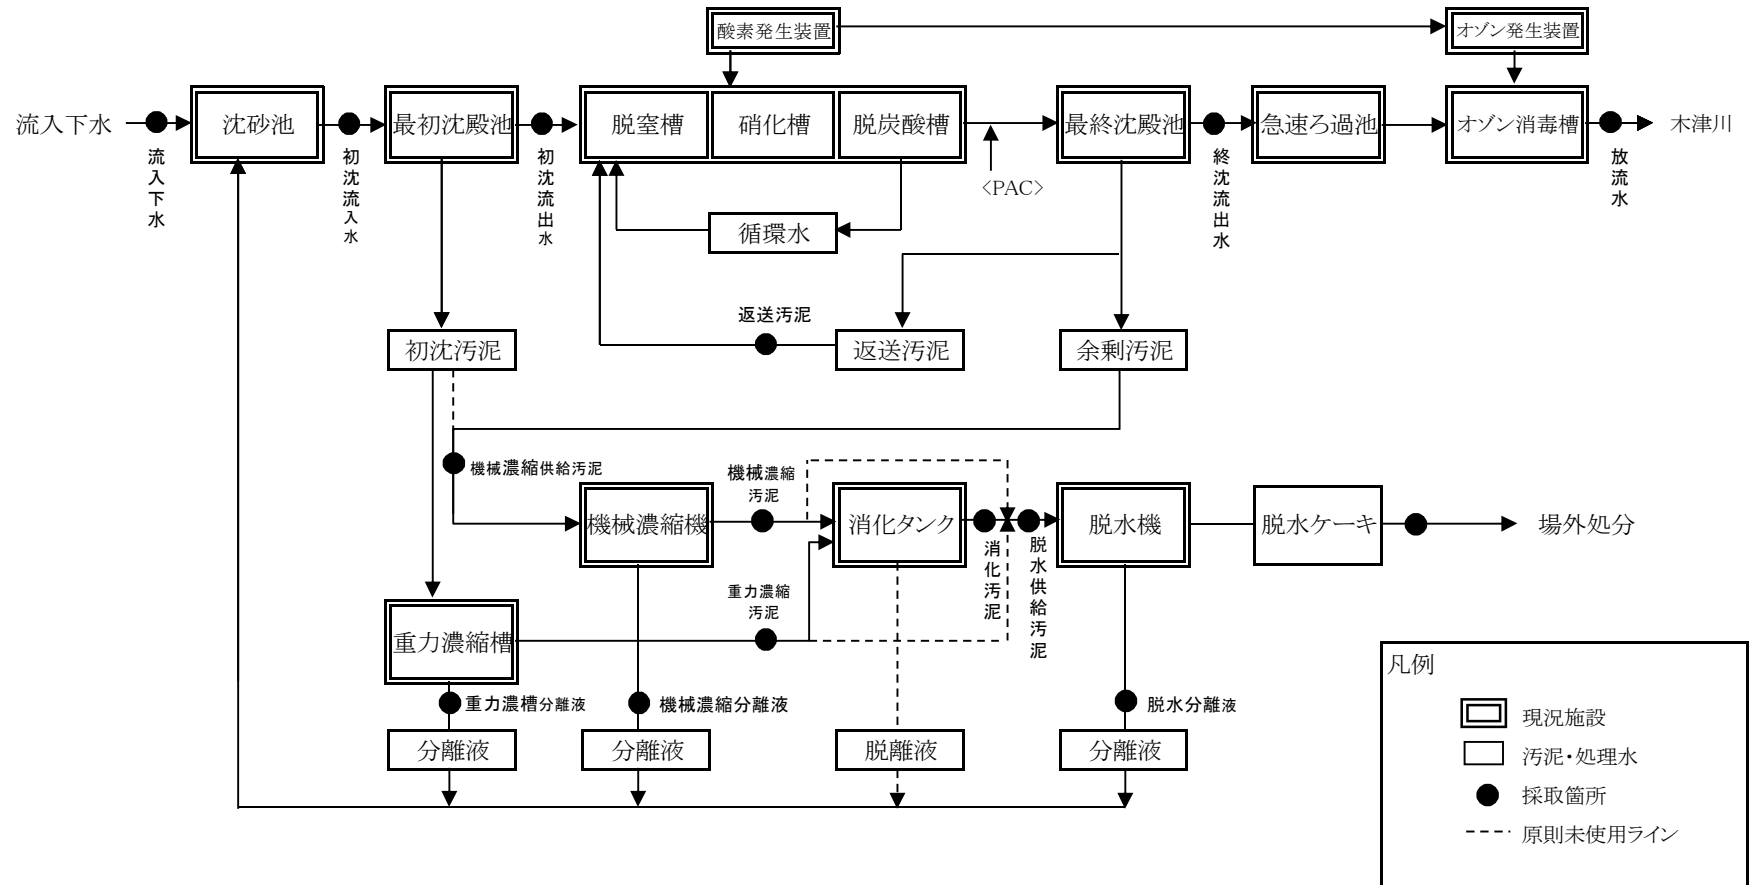 酸素発生装置
オゾン発生装置
流入下水
沈砂池
最初沈殿池
脱窒槽
硝化槽
脱炭酸槽
最終沈殿池
急速ろ過池
オゾン消毒槽
木津川
流入下水
初沈流入水
初沈流出水
<PAC>
終沈流出水
放流水
循環水
返送汚泥
初沈汚泥
返送汚泥
余剰汚泥
機械濃縮供給汚泥
機械濃縮
汚泥
機械濃縮機
消化タンク
消化汚泥
脱水供給汚泥
脱水機
脱水ケーキ
場外処分
重力濃縮
汚泥
重力濃縮槽
重力濃槽分離液
機械濃縮分離液
脱水分離液
分離液
分離液
脱離液
分離液
凡例
現況施設
汚泥・処理水
採取箇所
原則未使用ライン